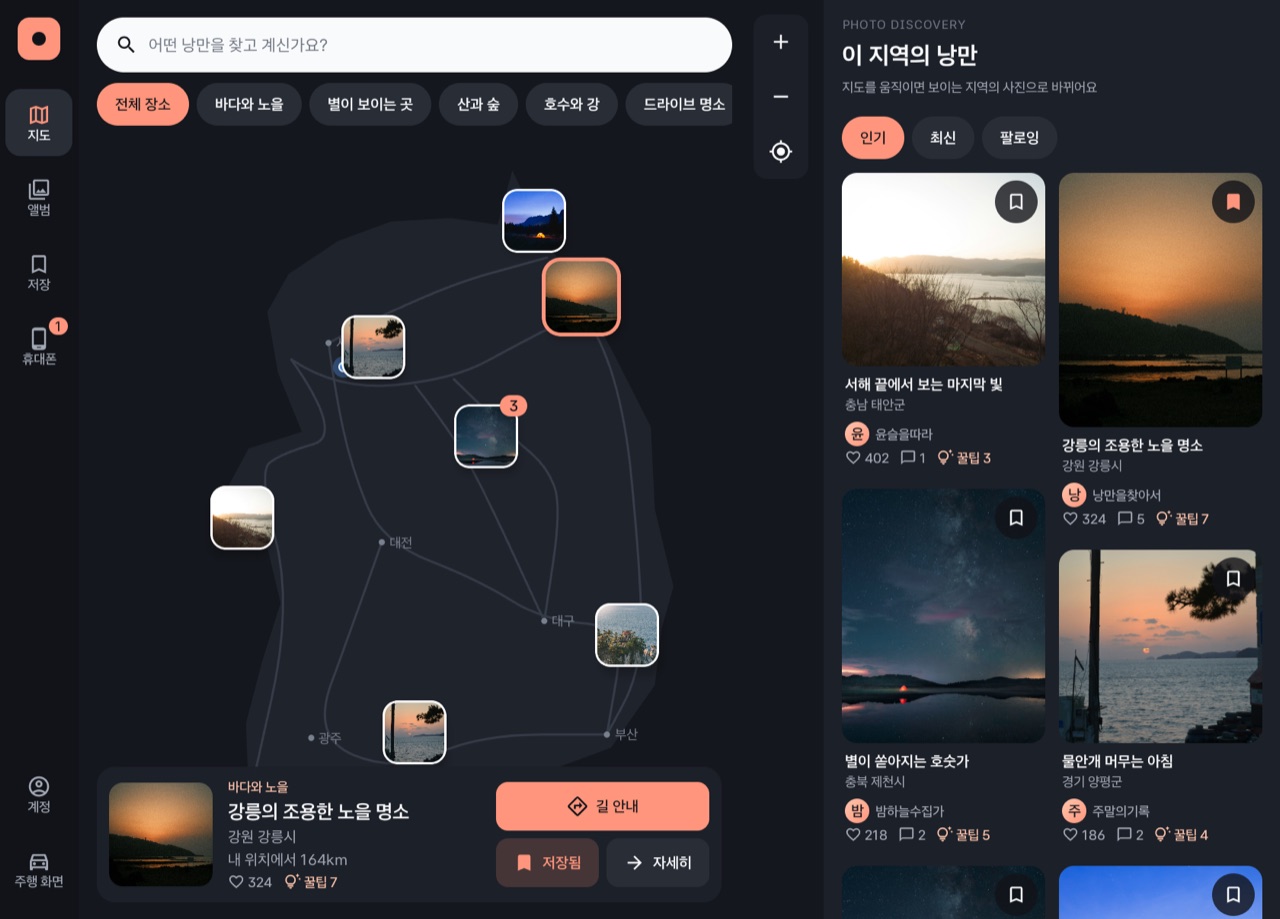 어떤 낭만을 찾고 계신가요?
전체 장소
바다와 노을
별이 보이는 곳
산과 숲
호수와 강
드라이브 명소
지도
앨범
저장
1
휴대폰
계정
주행 화면
3
대전
대구
광주
부산
바다와 노을
강릉의 조용한 노을 명소
강원 강릉시
내 위치에서 164km
324 꿀팁 7
길 안내
저장됨
자세히
PHOTO DISCOVERY
이 지역의 낭만
지도를 움직이면 보이는 지역의 사진으로 바뀌어요
인기
최신
팔로잉
서해 끝에서 보는 마지막 빛
충남 태안군
윤 윤슬을따라
402 1 꿀팁 3
강릉의 조용한 노을 명소
강원 강릉시
낭 낭만을찾아서
324 5 꿀팁 7
별이 쏟아지는 호숫가
충북 제천시
밤 밤하늘수집가
218 2 꿀팁 5
물안개 머무는 아침
경기 양평군
주 주말의기록
186 2 꿀팁 4